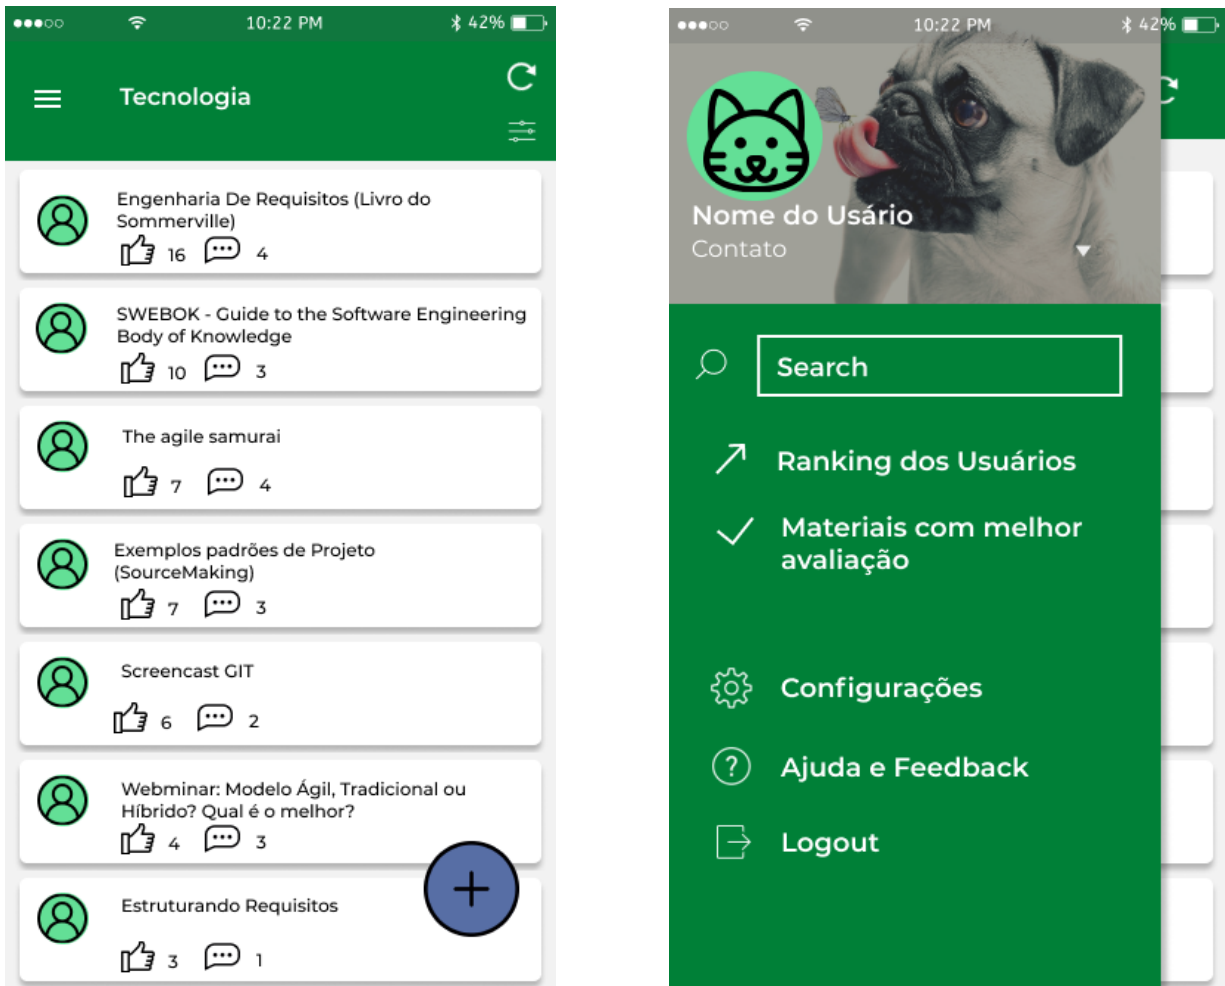 10:22 PM
42%
Tecnologia
Engenharia De Requisitos (Livro do
Sommerville)
16 4
SWEBOK - Guide to the Software Engineering
Body of Knowledge
10 3
The agile samurai
7 4
Exemplos padrões de Projeto
(SourceMaking)
7 3
Screencast GIT
6 2
Webminar: Modelo Ágil, Tradicional ou
Híbrido? Qual é o melhor?
4 3
Estruturando Requisitos
3 1
10:22 PM
42%
Nome do Usário
Contato
Search
Ranking dos Usuários
Materiais com melhor
avaliação
Configurações
Ajuda e Feedback
Logout